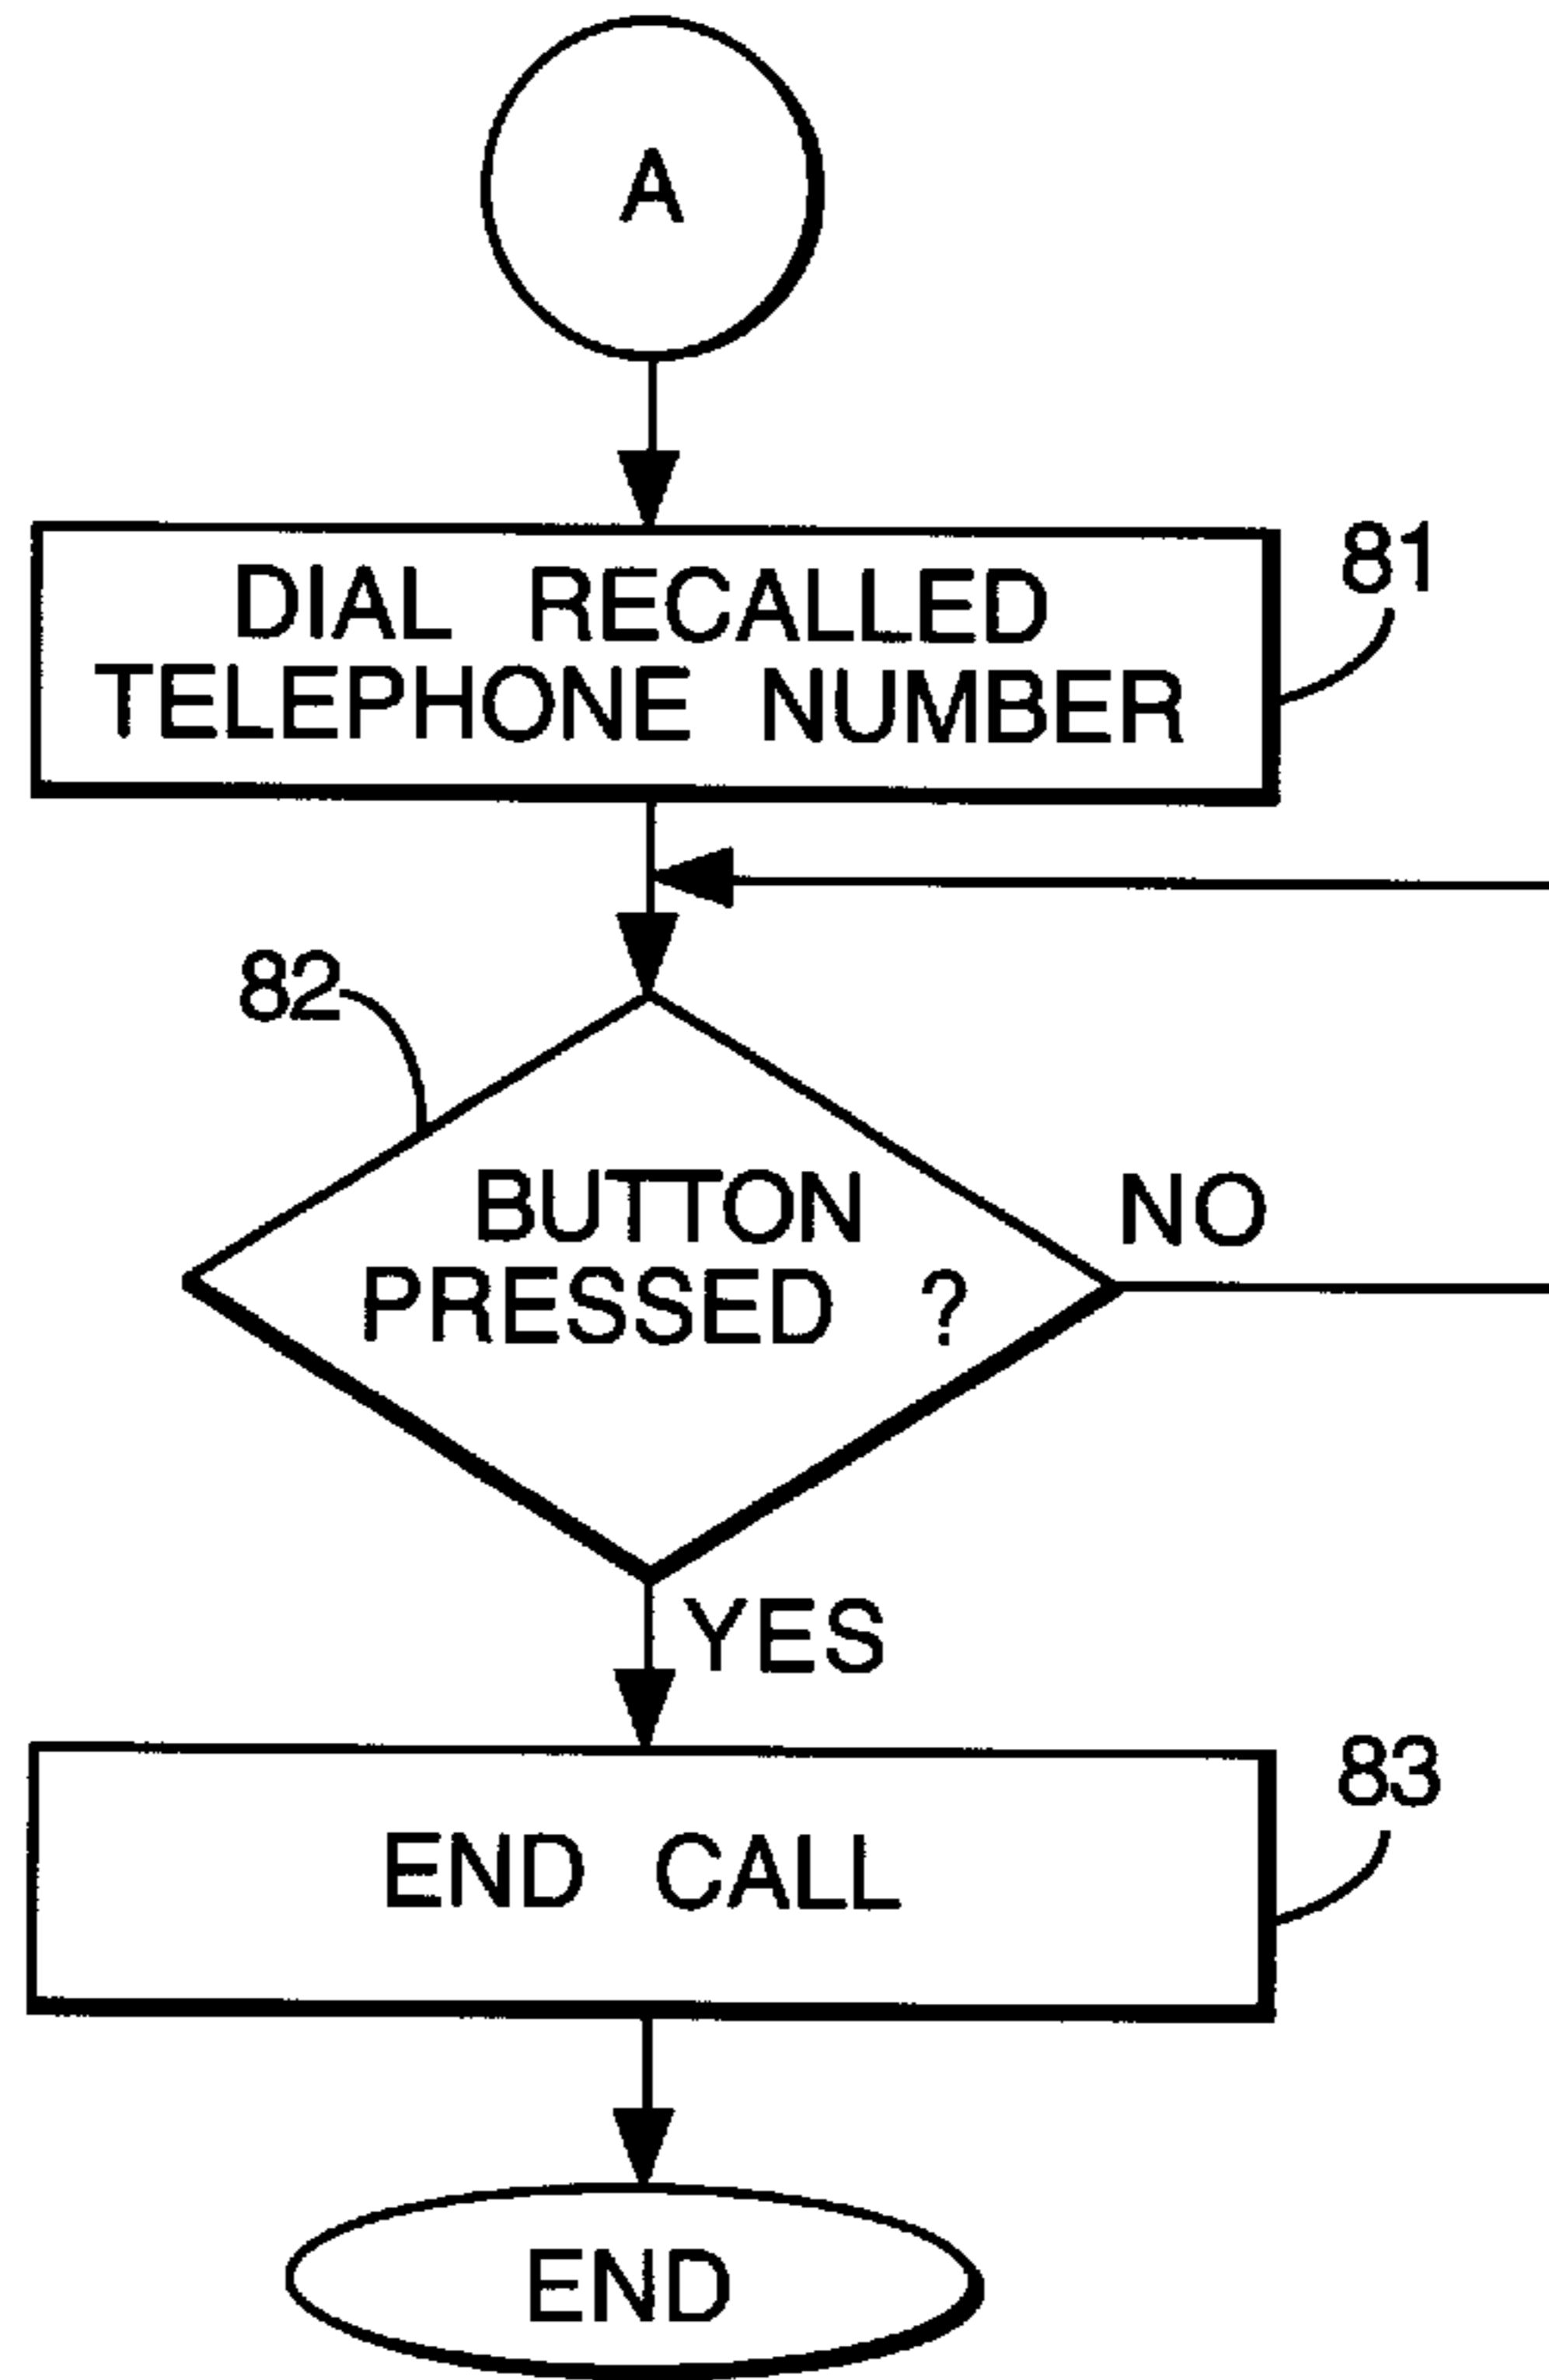 A
DIAL RECALLED
TELEPHONE NUMBER
81
82
BUTTON
PRESSED ?
NO
YES
END CALL
83
END